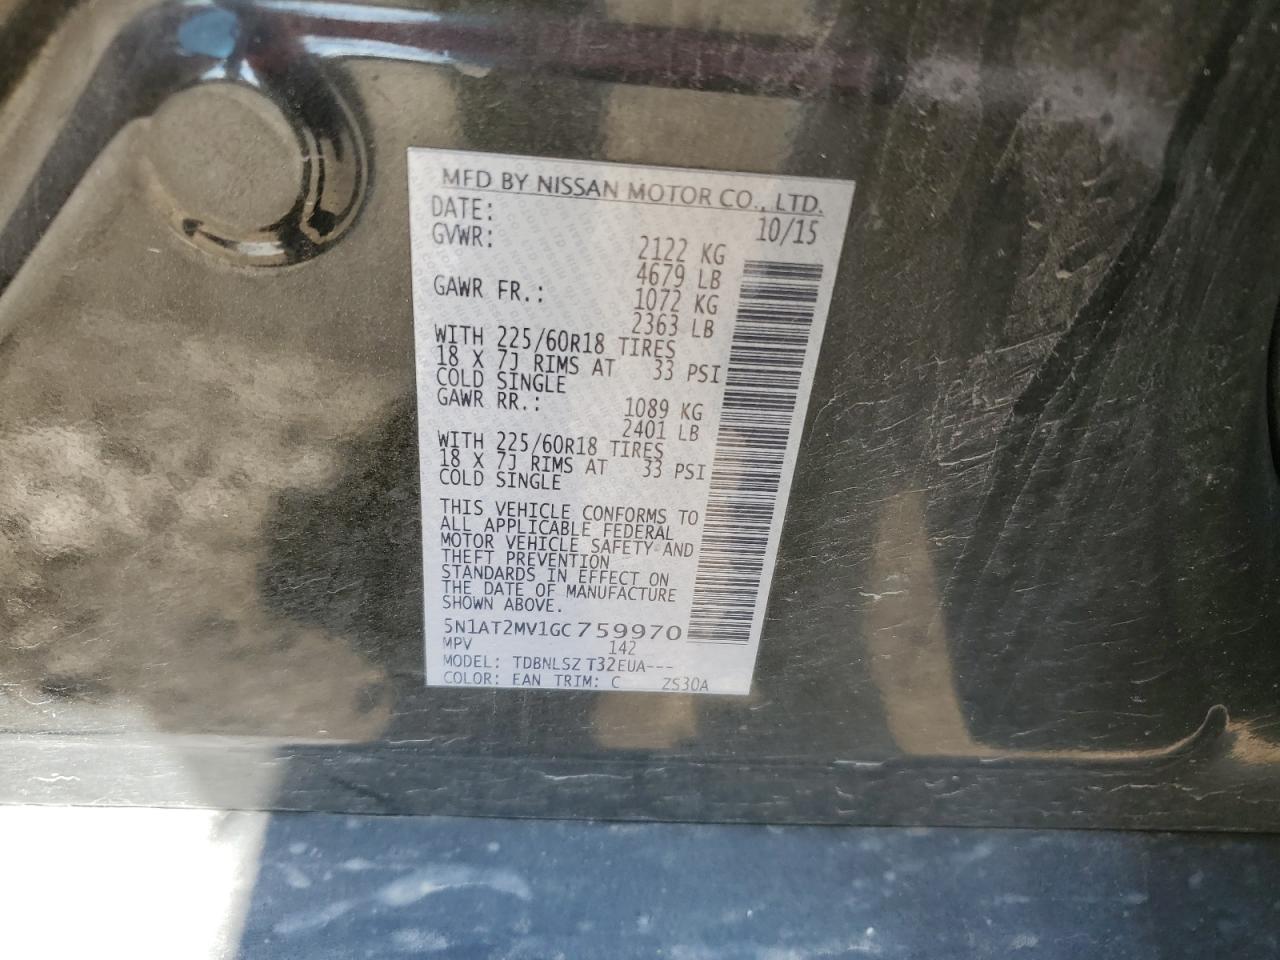 MFD BY NISSAN MOTOR CO., LTD.
DATE: 10/15
GVWR: 2122 KG
4679 LB
GAWR FR.: 1072 KG
2363 LB
WITH 225/60R18 TIRES
18 X 7J RIMS AT 33 PSI
COLD SINGLE
GAWR RR.: 1089 KG
2401 LB
WITH 225/60R18 TIRES
18 X 7J RIMS AT 33 PSI
COLD SINGLE
THIS VEHICLE CONFORMS TO
ALL APPLICABLE FEDERAL
MOTOR VEHICLE SAFETY AND
THEFT PREVENTION
STANDARDS IN EFFECT ON
THE DATE OF MANUFACTURE
SHOWN ABOVE.
5N1AT2MV1GC759970
MPV 142
MODEL: TDBNLSZ T32EUA---
COLOR: EAN TRIM: C ZS30A